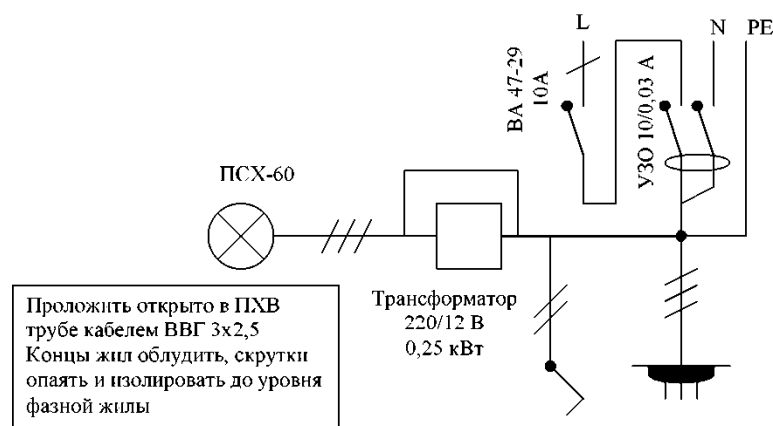 L
N
PE
ВА 47-29
10А
УЗО 10/0,03 А
ПСХ-60
Трансформатор
220/12 В
0,25 кВт
Проложить открыто в ПХВ
трубе кабелем ВВГ 3х2,5
Концы жил облудить, скрутки
опаять и изолировать до уровня
фазной жилы